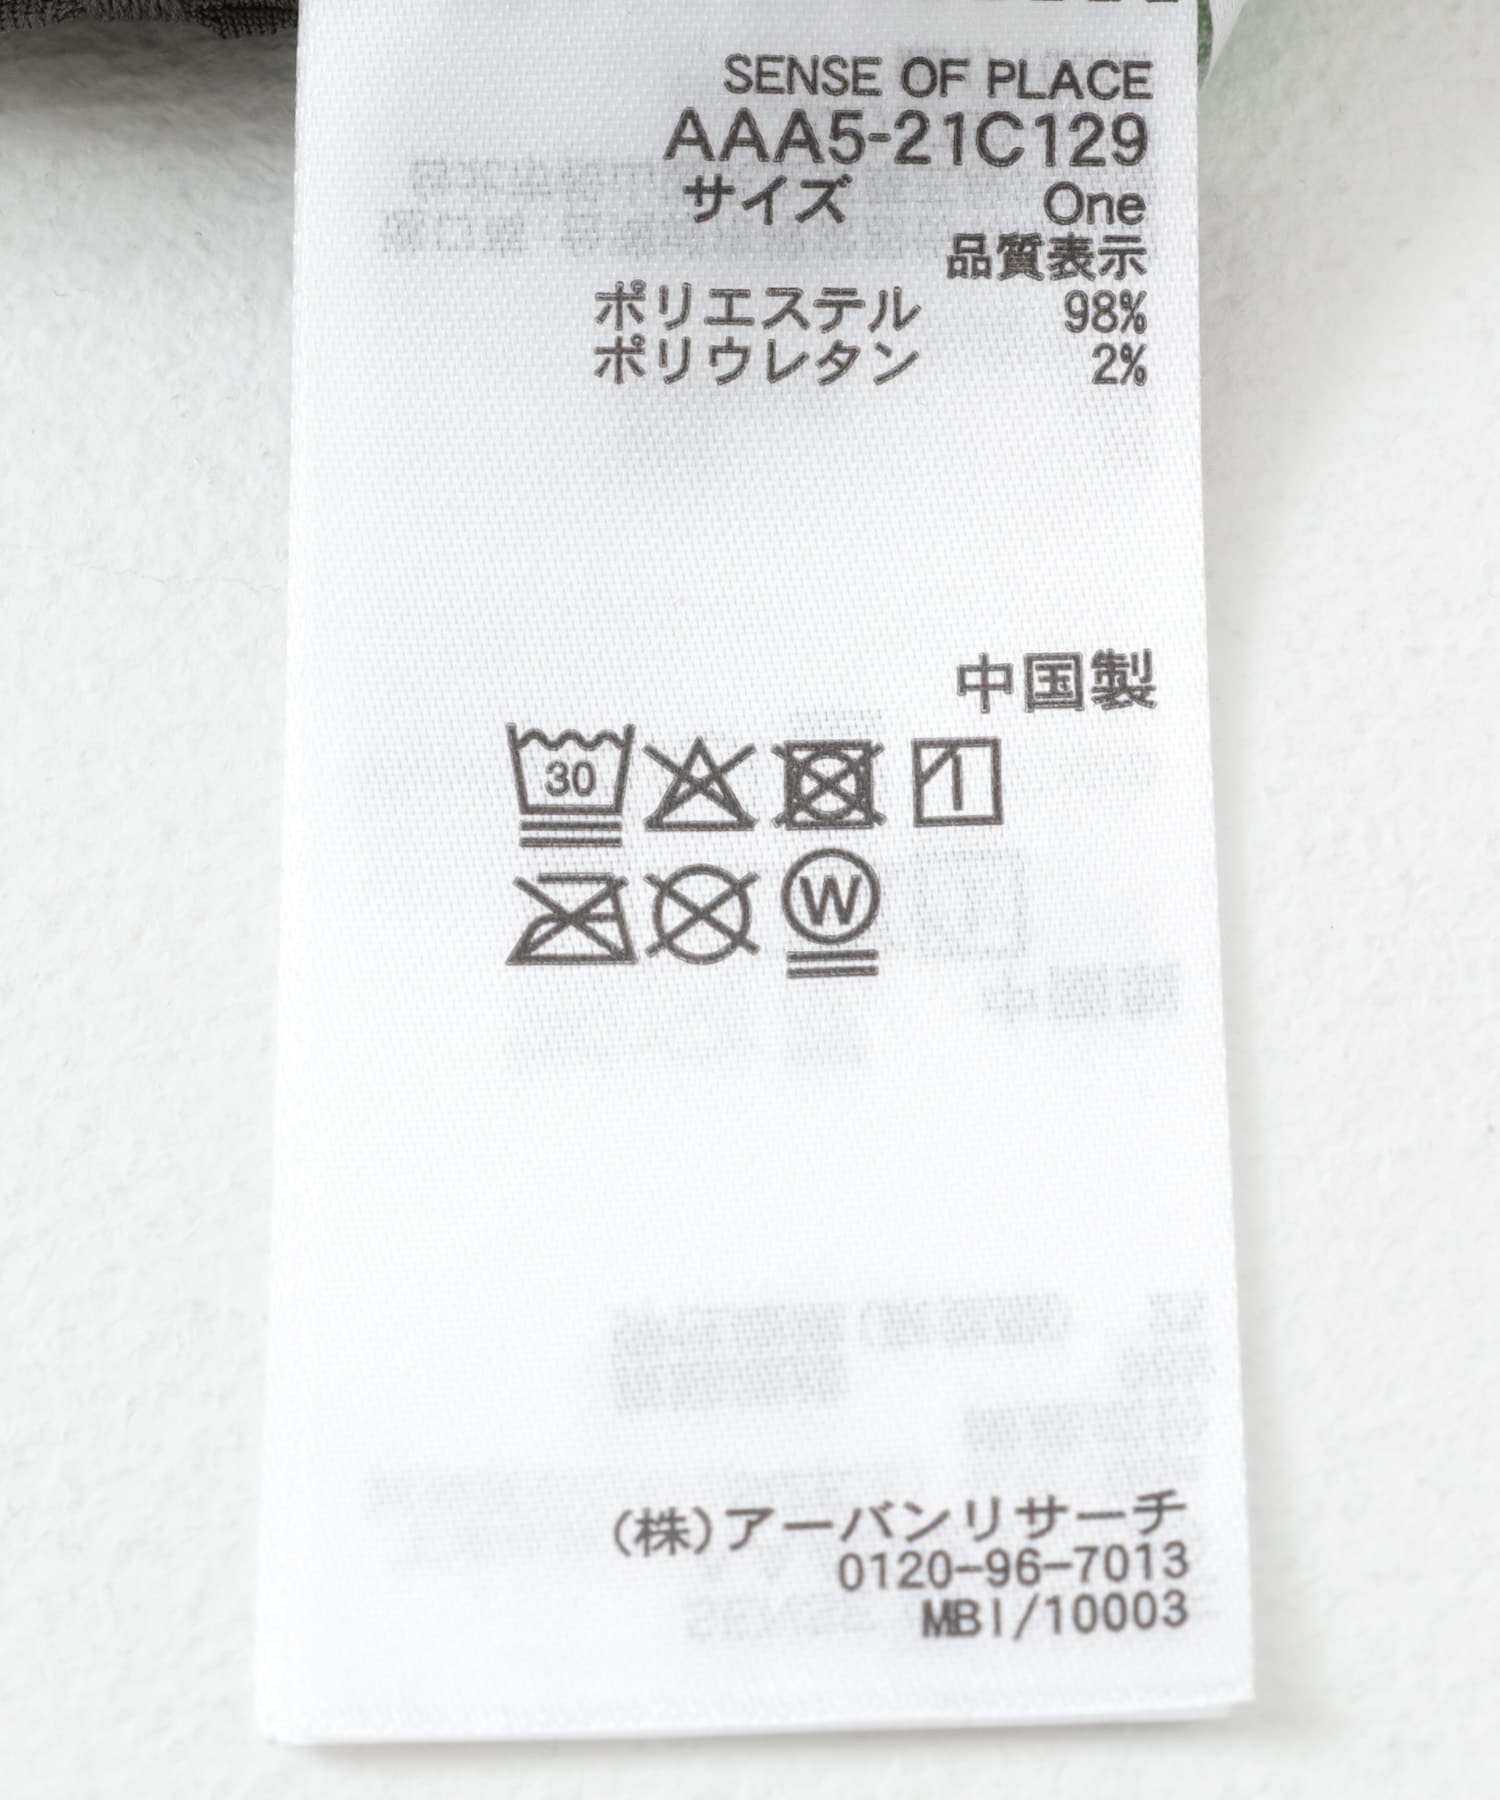 SENSE OF PLACE
AAA5-21C129
サイズ One
品質表示
ポリエステル 98%
ポリウレタン 2%
中国製
30
W
(株)アーバンリサーチ
0120-96-7013
MBI/10003